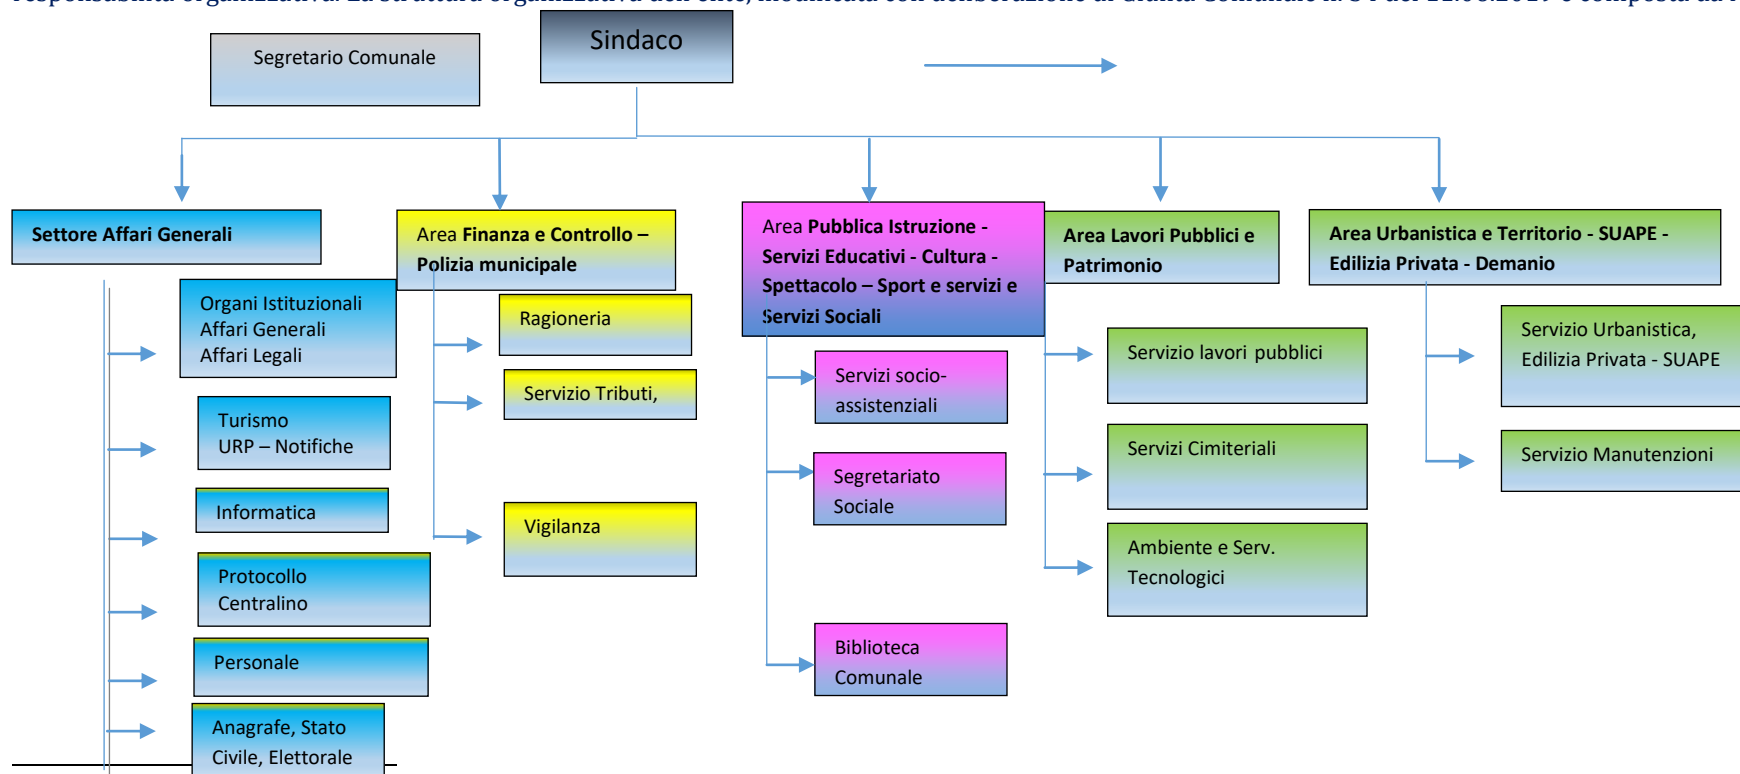 Segretario Comunale
Sindaco
Settore Affari Generali
Organi Istituzionali
Affari Generali
Affari Legali
Turismo
URP – Notifiche
Informatica
Protocollo
Centralino
Personale
Anagrafe, Stato
Civile, Elettorale
Area Finanza e Controllo –
Polizia municipale
Ragioneria
Servizio Tributi,
Vigilanza
Area Pubblica Istruzione -
Servizi Educativi - Cultura -
Spettacolo – Sport e servizi e
Servizi Sociali
Servizi socio-
assistenziali
Segretariato
Sociale
Biblioteca
Comunale
Area Lavori Pubblici e
Patrimonio
Servizio lavori pubblici
Servizi Cimiteriali
Ambiente e Serv.
Tecnologici
Area Urbanistica e Territorio - SUAPE -
Edilizia Privata - Demanio
Servizio Urbanistica,
Edilizia Privata - SUAPE
Servizio Manutenzioni